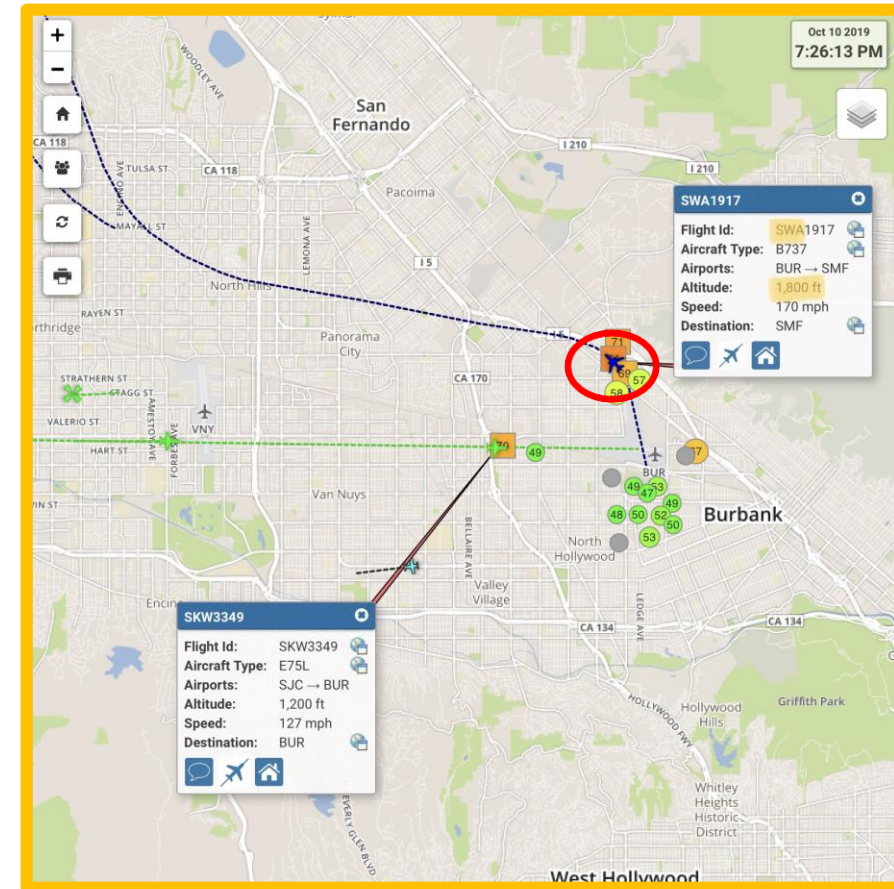 +
−
Oct 10 2019
7:26:13 PM
WOODLEY AVE
San
Fernando
CA 118
I 210
TULSA ST
CA 118
I 210
ENCINO AVE
MAYALL ST
Pacoima
LEMONA AVE
I 5
North Hills
SWA1917
Flight Id: SWA1917
Aircraft Type: B737
Airports: BUR → SMF
Altitude: 1,800 ft
Speed: 170 mph
Destination: SMF
RAYEN ST
rthridge
Panorama
City
I 5
71
69
57
58
STRATHERN ST
STAGG ST
CA 170
VALERIO ST
AMESTOY AVE
VNY
HART ST
FORBES AVE
70
49
BUR
Van Nuys
49
53
47
49
48
50
52
50
53
Burbank
BELLAIRE AVE
North
Hollywood
Valley
Village
LEDGE AVE
Encino
CA 134
CA 134
SKW3349
Flight Id: SKW3349
Aircraft Type: E75L
Airports: SJC → BUR
Altitude: 1,200 ft
Speed: 127 mph
Destination: BUR
HOLLYWOOD FWY
Hollywood
Hills
Griffith Park
Whitley
Heights
Historic
District
BEVERLY GLEN BLVD
West Hollywood